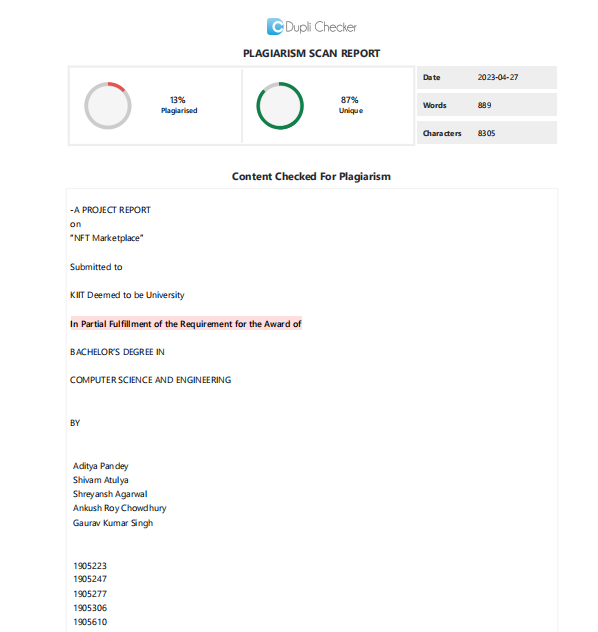 C Dupli Checker
PLAGIARISM SCAN REPORT
13%
Plagiarised
87%
Unique
Date 2023-04-27
Words 889
Characters 8305
Content Checked For Plagiarism
-A PROJECT REPORT
on
"NFT Marketplace"
Submitted to
KIIT Deemed to be University
In Partial Fulfillment of the Requirement for the Award of
BACHELOR'S DEGREE IN
COMPUTER SCIENCE AND ENGINEERING
BY
Aditya Pandey
Shivam Atulya
Shreyansh Agarwal
Ankush Roy Chowdhury
Gaurav Kumar Singh
1905223
1905247
1905277
1905306
1905610